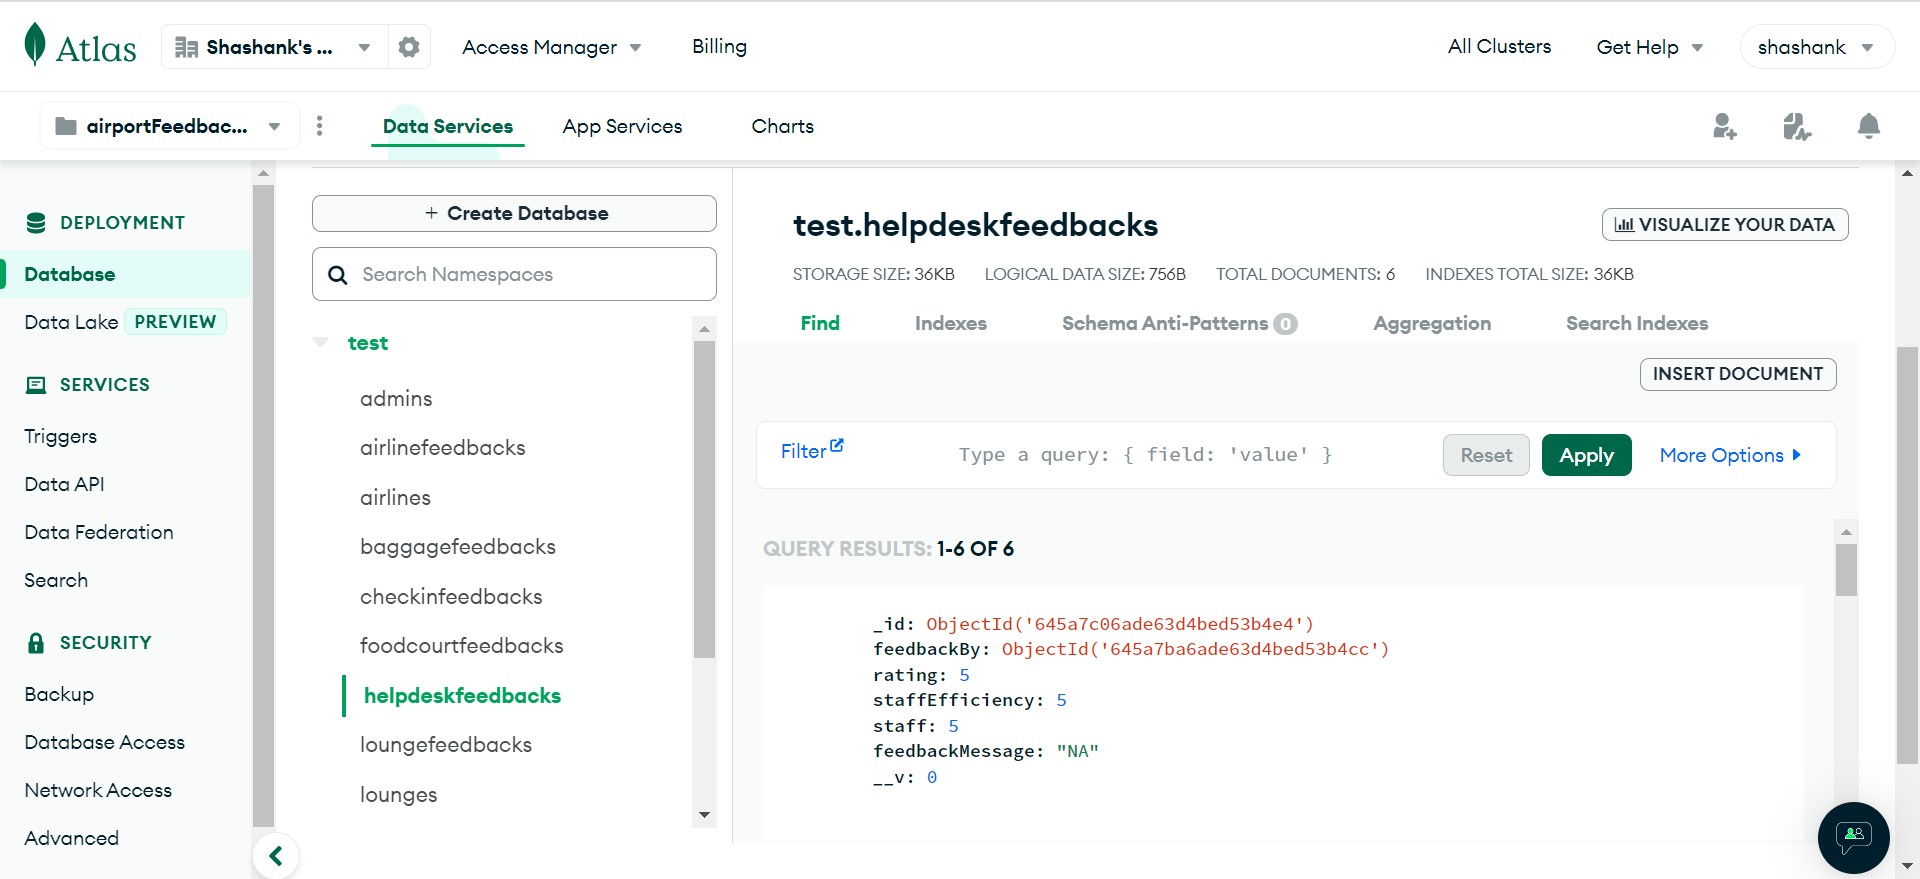 Atlas
Shashank's ...
Access Manager
Billing
All Clusters
Get Help
shashank
airportFeedbac...
Data Services
App Services
Charts
DEPLOYMENT
Database
Data Lake PREVIEW
SERVICES
Triggers
Data API
Data Federation
Search
SECURITY
Backup
Database Access
Network Access
Advanced
+ Create Database
Search Namespaces
test
admins
airlinefeedbacks
airlines
baggagefeedbacks
checkinfeedbacks
foodcourtfeedbacks
helpdeskfeedbacks
loungefeedbacks
lounges
test.helpdeskfeedbacks
VISUALIZE YOUR DATA
STORAGE SIZE: 36KB LOGICAL DATA SIZE: 756B TOTAL DOCUMENTS: 6 INDEXES TOTAL SIZE: 36KB
Find Indexes Schema Anti-Patterns 0 Aggregation Search Indexes
INSERT DOCUMENT
Filter
Type a query: { field: 'value' }
Reset
Apply
More Options
QUERY RESULTS: 1-6 OF 6
_id: ObjectId('645a7c06ade63d4bed53b4e4')
feedbackBy: ObjectId('645a7ba6ade63d4bed53b4cc')
rating: 5
staffEfficiency: 5
staff: 5
feedbackMessage: "NA"
__v: 0